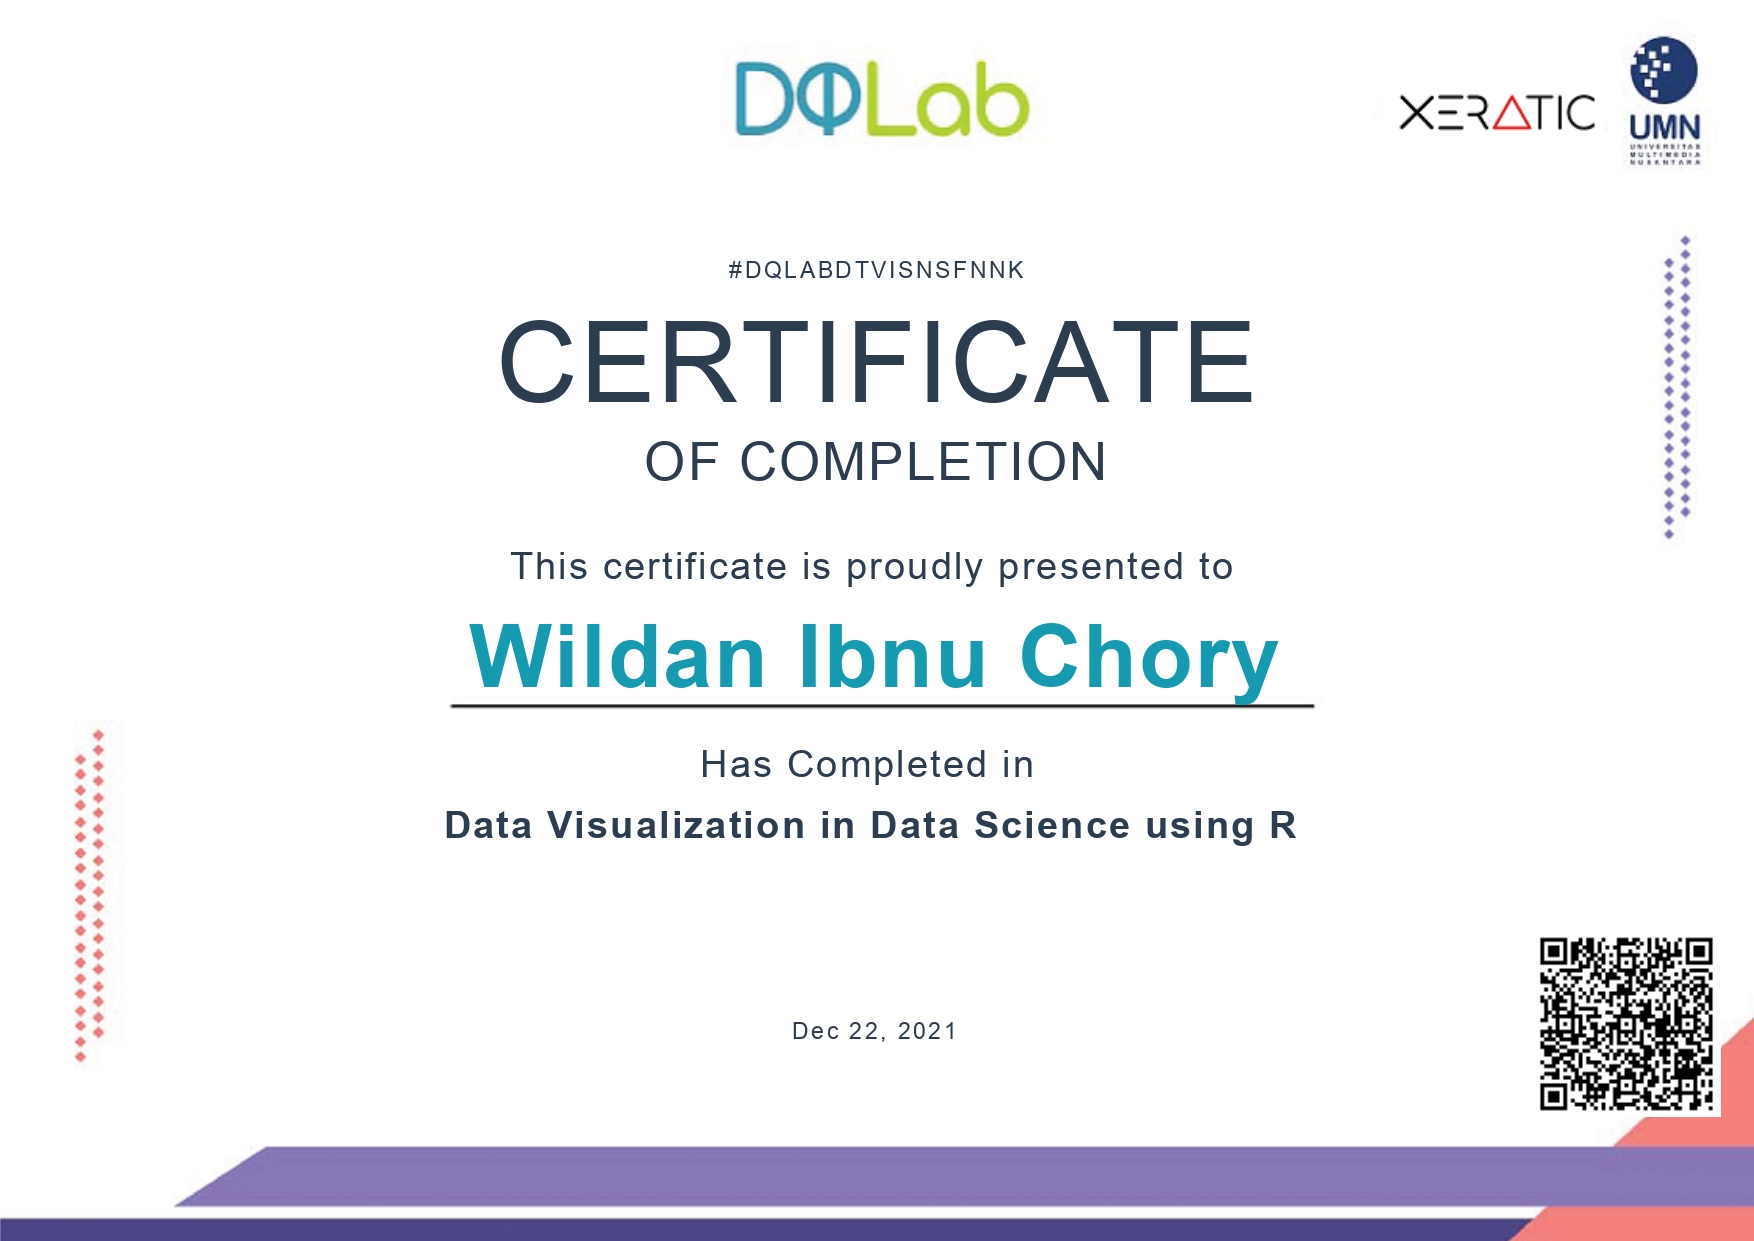 DQLab
XERATIC
UMN
UNIVERSITAS
MULTIMEDIA
NUSANTARA
#DQLABDTVISNSFNNK
CERTIFICATE
OF COMPLETION
This certificate is proudly presented to
Wildan Ibnu Chory
Has Completed in
Data Visualization in Data Science using R
Dec 22, 2021